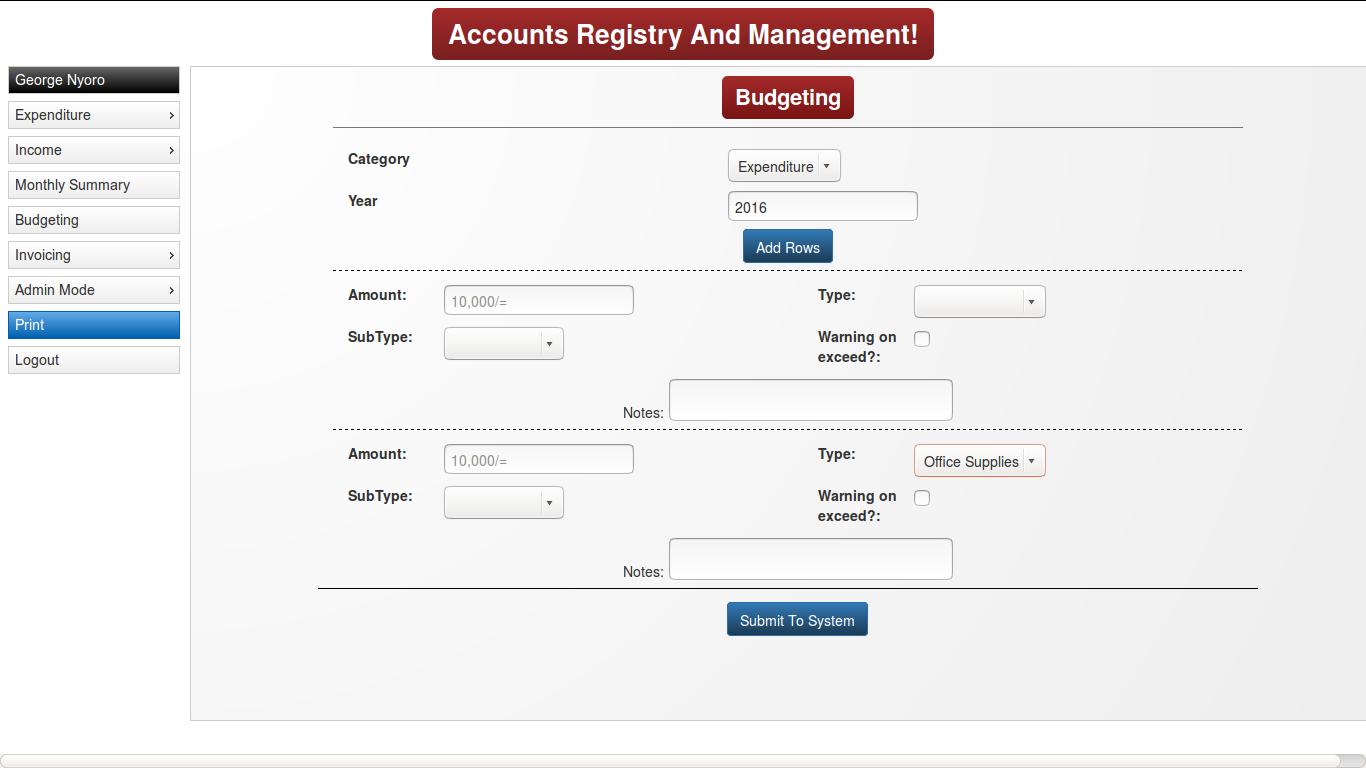 Accounts Registry And Management!
George Nyoro
Expenditure
Income
Monthly Summary
Budgeting
Invoicing
Admin Mode
Print
Logout
Budgeting
Category Expenditure
Year 2016
Add Rows
Amount: 10,000/= Type:
SubType: Warning on
exceed?:
Notes:
Amount: 10,000/= Type: Office Supplies
SubType: Warning on
exceed?:
Notes:
Submit To System